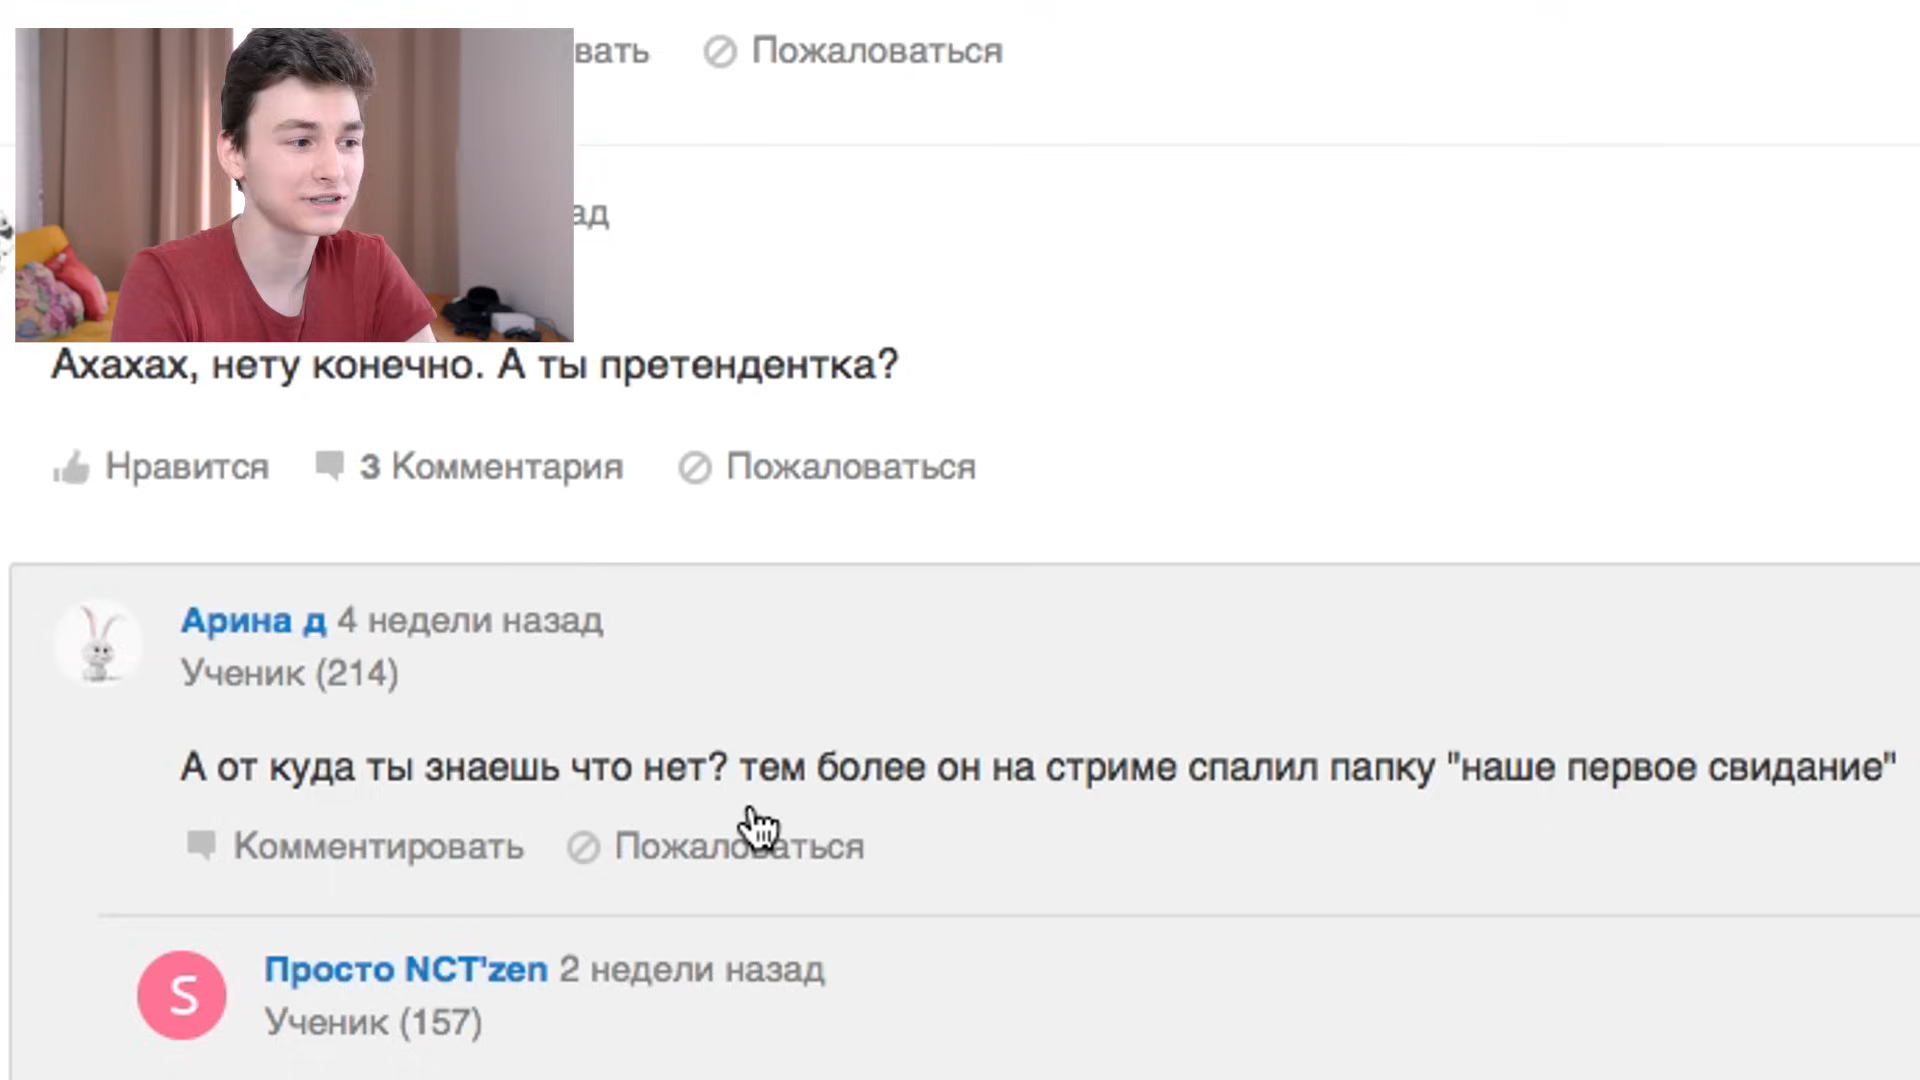 Пожаловаться
Ахахах, нету конечно. А ты претендентка?
Нравится 3 Комментария Пожаловаться
Арина д 4 недели назад
Ученик (214)
А от куда ты знаешь что нет? тем более он на стриме спалил папку "наше первое свидание"
Комментировать Пожаловаться
S
Просто NCT'zen 2 недели назад
Ученик (157)